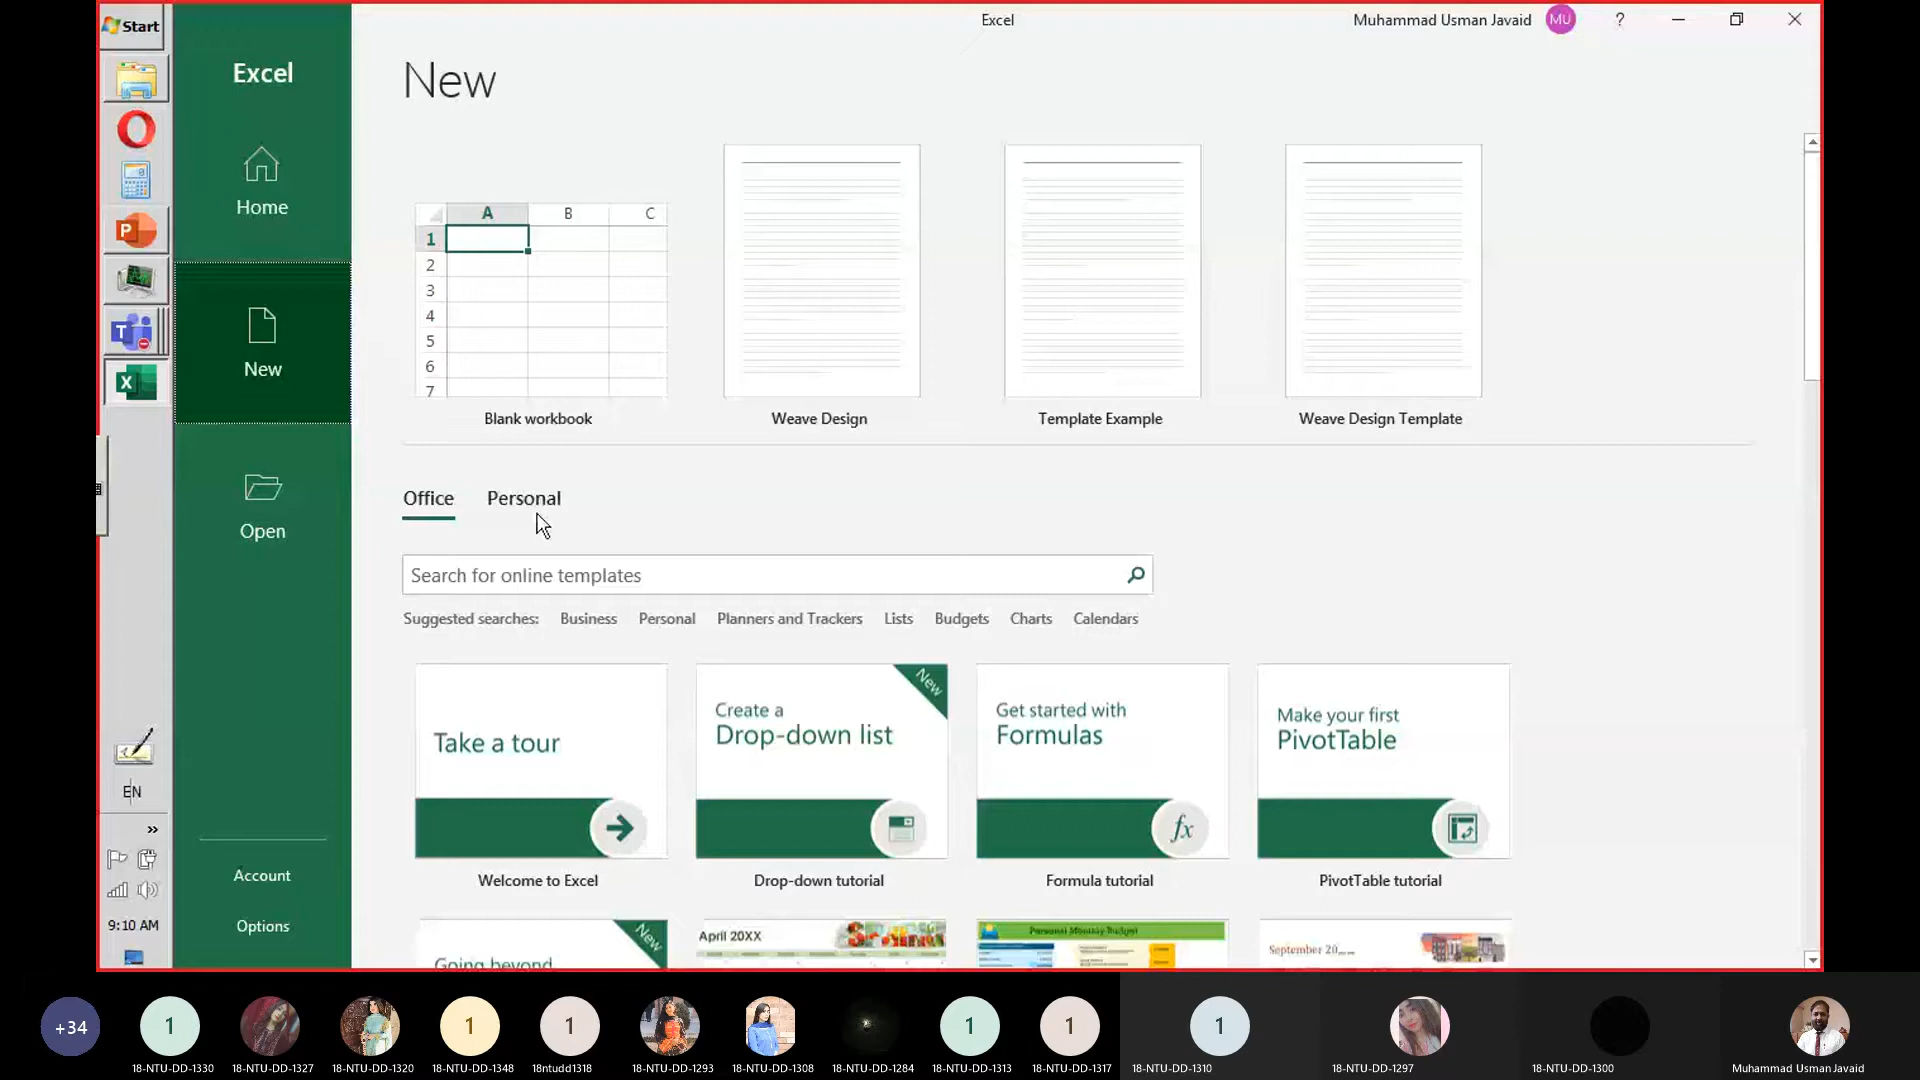 Start
Excel
Muhammad Usman Javaid
MU
?
Excel
Home
New
Open
Account
Options
New
A B C
1
2
3
4
5
6
7
Blank workbook
Weave Design
Template Example
Weave Design Template
Office
Personal
Search for online templates
Suggested searches: Business Personal Planners and Trackers Lists Budgets Charts Calendars
Take a tour
Create a
Drop-down list
New
Get started with
Formulas
fx
Make your first
PivotTable
Welcome to Excel
Drop-down tutorial
Formula tutorial
PivotTable tutorial
Going beyond
New
April 20XX
Personal Monthly Budget
September 20
P
T
X
EN
»
9:10 AM
+34
1
1
1
1
1
1
18-NTU-DD-1330
18-NTU-DD-1327
18-NTU-DD-1320
18-NTU-DD-1348
18ntudd1318
18-NTU-DD-1293
18-NTU-DD-1308
18-NTU-DD-1284
18-NTU-DD-1313
18-NTU-DD-1317
18-NTU-DD-1310
18-NTU-DD-1297
18-NTU-DD-1300
Muhammad Usman Javaid